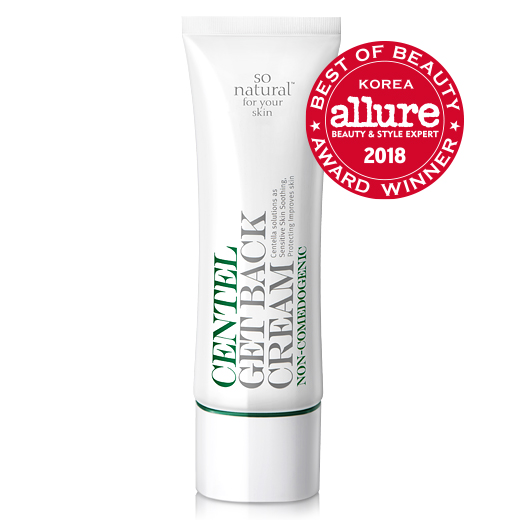 so
natural™
for your
skin
CENTEL
GET BACK
CREAM
Centella solutions as
Sensitive Skin Soothing,
Protecting Improves skin
NON-COMEDOGENIC
BEST OF BEAUTY
KOREA
allure
BEAUTY & STYLE EXPERT
2018
AWARD WINNER